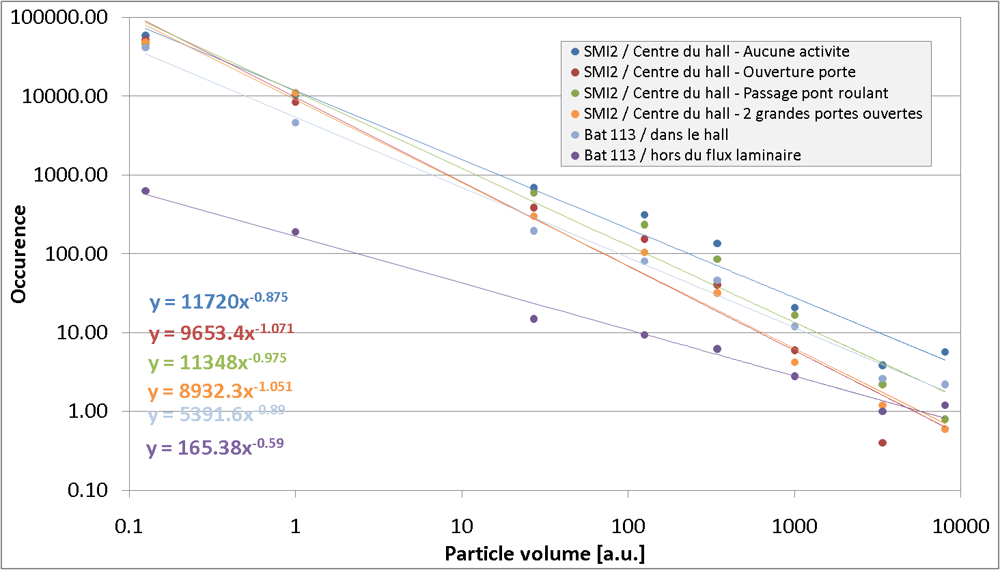 100000.00
10000.00
1000.00
100.00
10.00
1.00
0.10
Occurence
SMI2 / Centre du hall - Aucune activite
SMI2 / Centre du hall - Ouverture porte
SMI2 / Centre du hall - Passage pont roulant
SMI2 / Centre du hall - 2 grandes portes ouvertes
Bat 113 / dans le hall
Bat 113 / hors du flux laminaire
y = 11720x^-0.875
y = 9653.4x^-1.071
y = 11348x^-0.975
y = 8932.3x^-1.051
y = 5391.6x^-0.89
y = 165.38x^-0.59
0.1 1 10 100 1000 10000
Particle volume [a.u.]